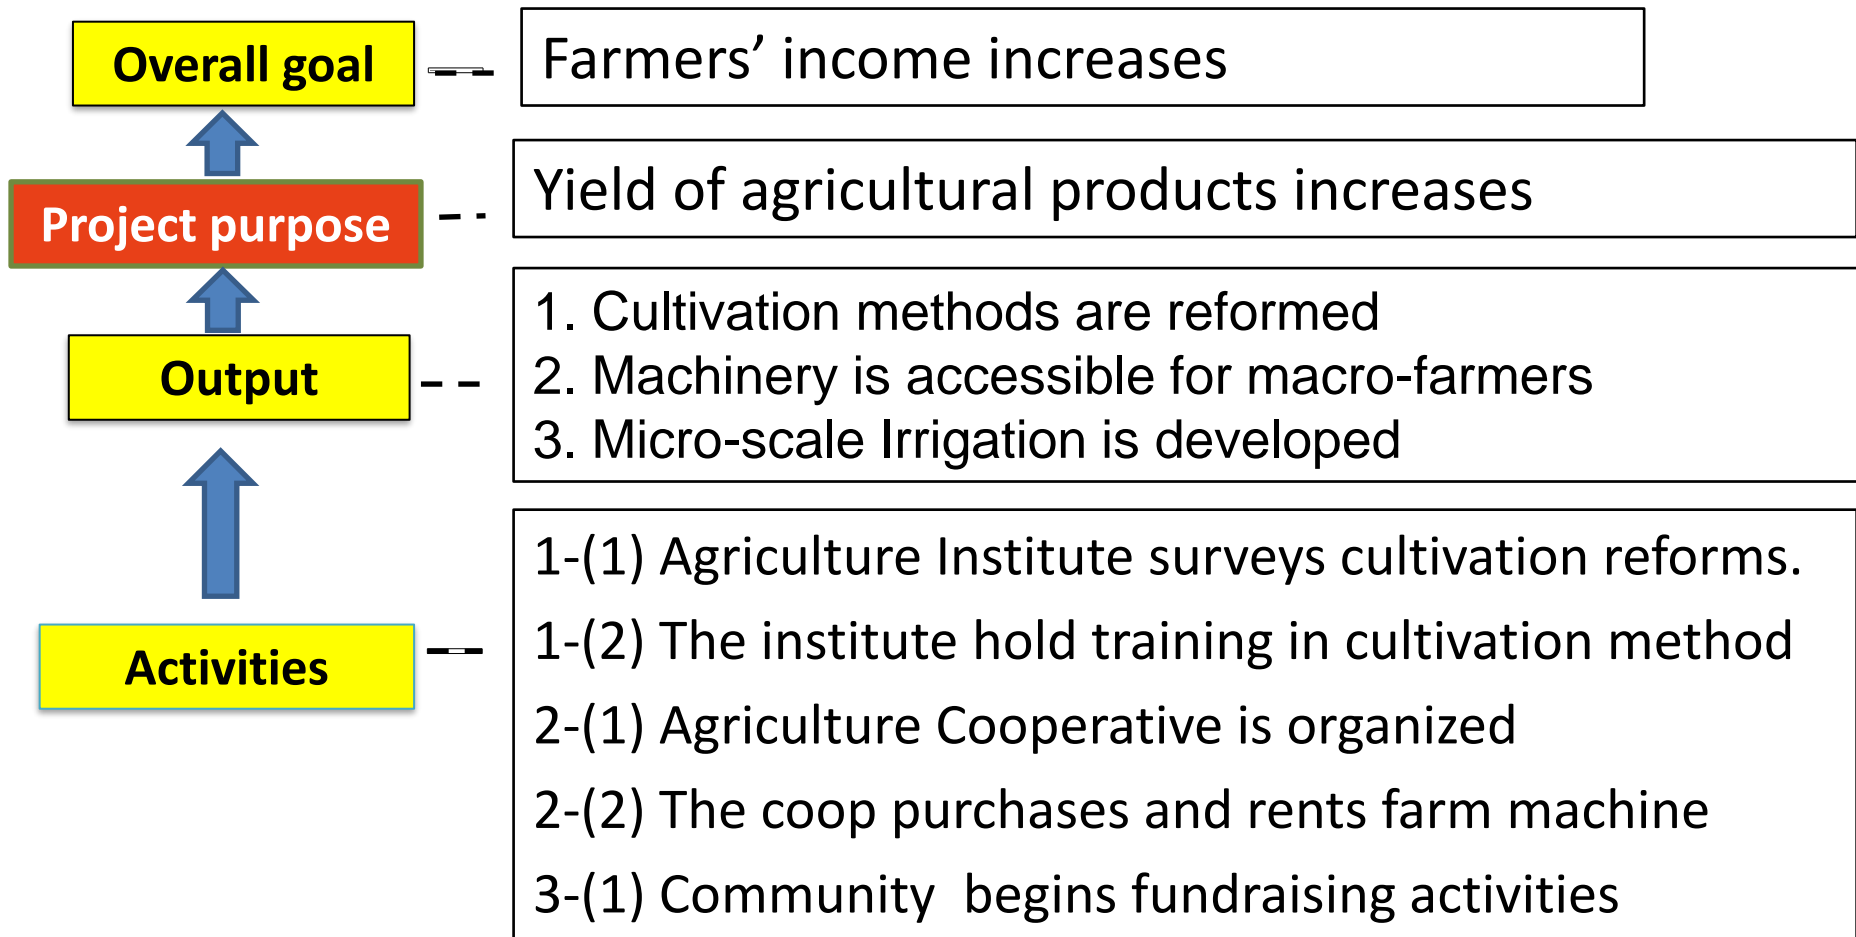 Overall goal
Farmers’ income increases
Project purpose
Yield of agricultural products increases
Output
1. Cultivation methods are reformed
2. Machinery is accessible for macro-farmers
3. Micro-scale Irrigation is developed
Activities
1-(1) Agriculture Institute surveys cultivation reforms.
1-(2) The institute hold training in cultivation method
2-(1) Agriculture Cooperative is organized
2-(2) The coop purchases and rents farm machine
3-(1) Community  begins fundraising activities